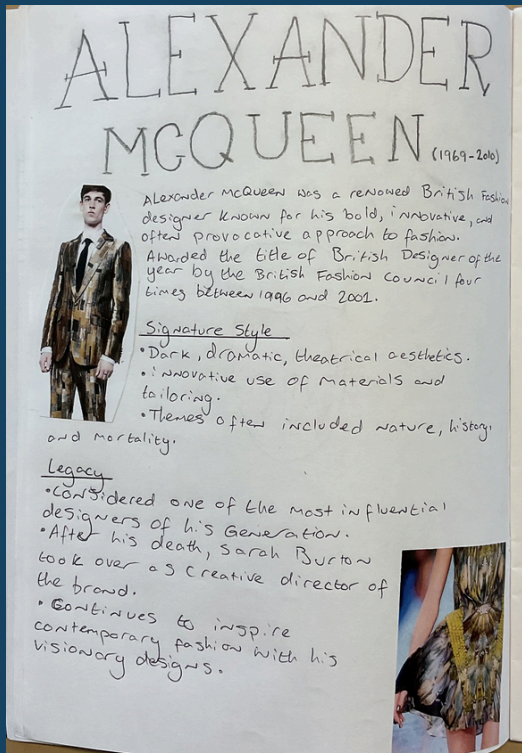 ALEXANDER
MCQUEEN (1969-2010)
Alexander McQueen was a renowed British Fashion
designer known for his bold, innovative, and
often provocative approach to fashion.
Awarded the title of British Designer of the
year by the British Fashion Council four
times between 1996 and 2001.
Signature Style
• Dark, dramatic, theatrical aesthetics.
• innovative use of materials and
tailoring.
• Themes often included nature, history,
and mortality.
Legacy
• Considered one of the most influential
designers of his Generation.
• After his death, Sarah Burton
took over as creative director of
the brand.
• Continues to inspire
contemporary fashion with his
visionary designs.